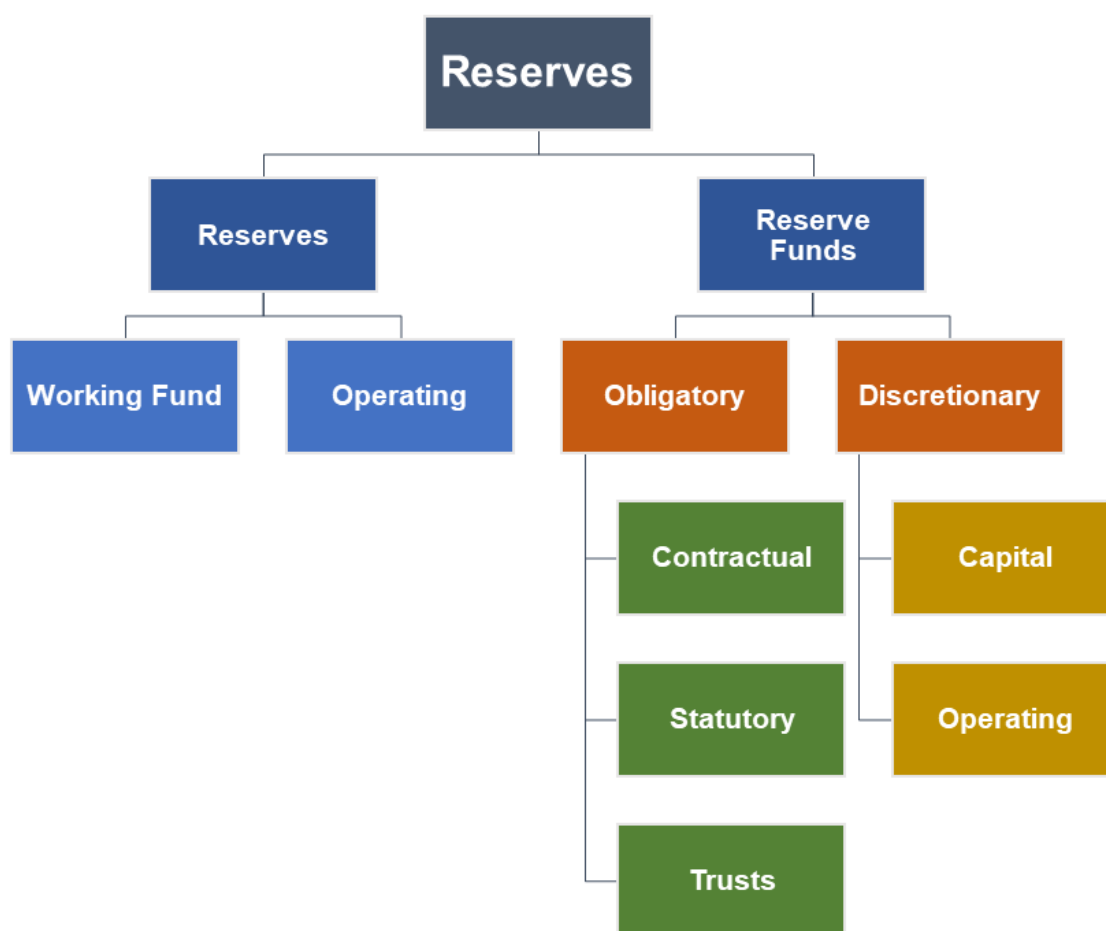 Reserves
Reserves
Reserve
Funds
Working Fund
Operating
Obligatory
Discretionary
Contractual
Capital
Statutory
Operating
Trusts